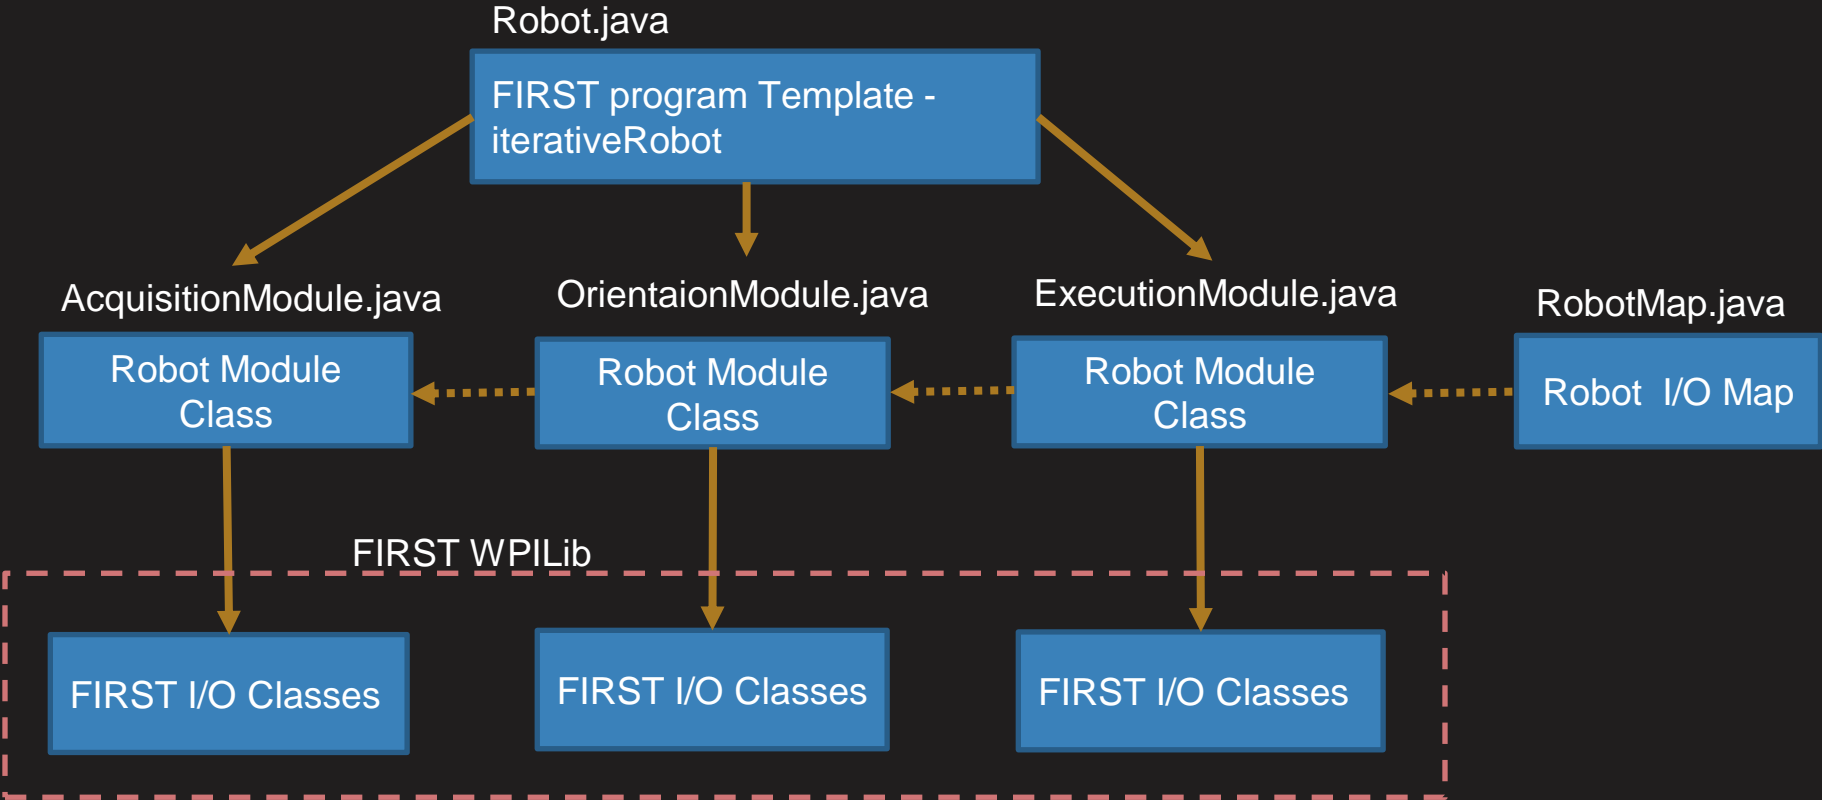 Robot.java
FIRST program Template -
iterativeRobot
AcquisitionModule.java
OrientaionModule.java
ExecutionModule.java
RobotMap.java
Robot Module
Class
Robot Module
Class
Robot Module
Class
Robot I/O Map
FIRST WPILib
FIRST I/O Classes
FIRST I/O Classes
FIRST I/O Classes